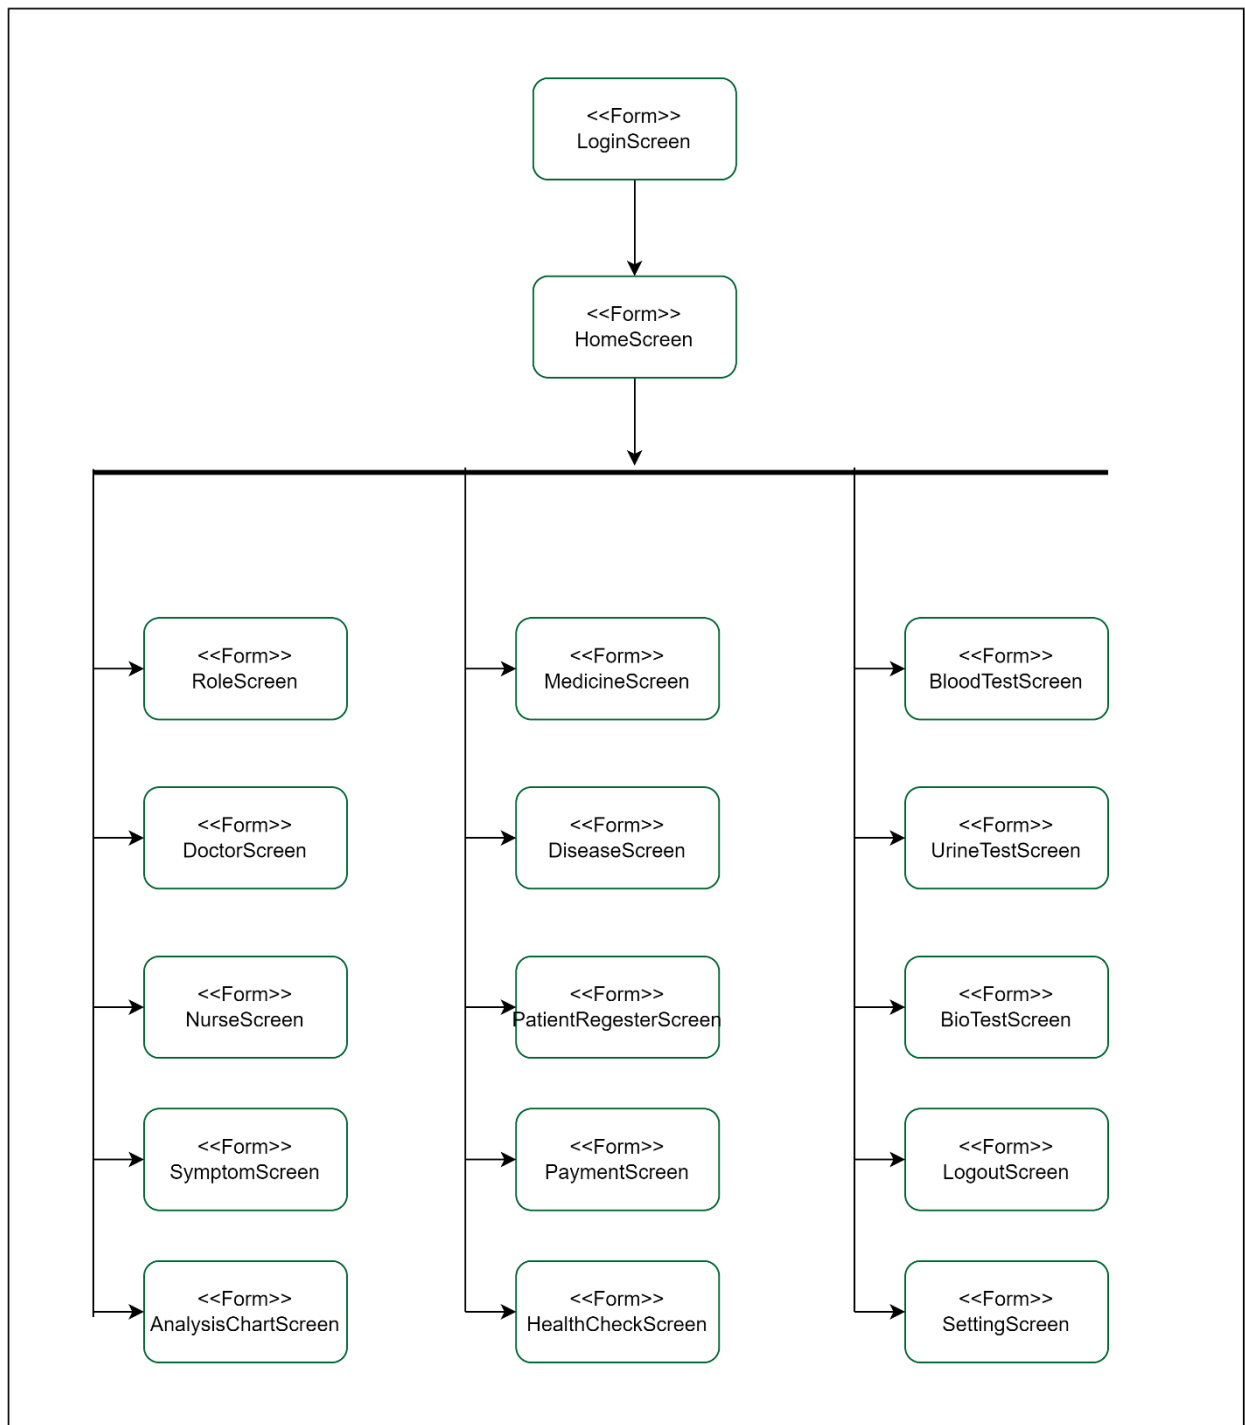 <<Form>>
LoginScreen
<<Form>>
HomeScreen
<<Form>>
RoleScreen
<<Form>>
MedicineScreen
<<Form>>
BloodTestScreen
<<Form>>
DoctorScreen
<<Form>>
DiseaseScreen
<<Form>>
UrineTestScreen
<<Form>>
NurseScreen
<<Form>>
PatientRegesterScreen
<<Form>>
BioTestScreen
<<Form>>
SymptomScreen
<<Form>>
PaymentScreen
<<Form>>
LogoutScreen
<<Form>>
AnalysisChartScreen
<<Form>>
HealthCheckScreen
<<Form>>
SettingScreen